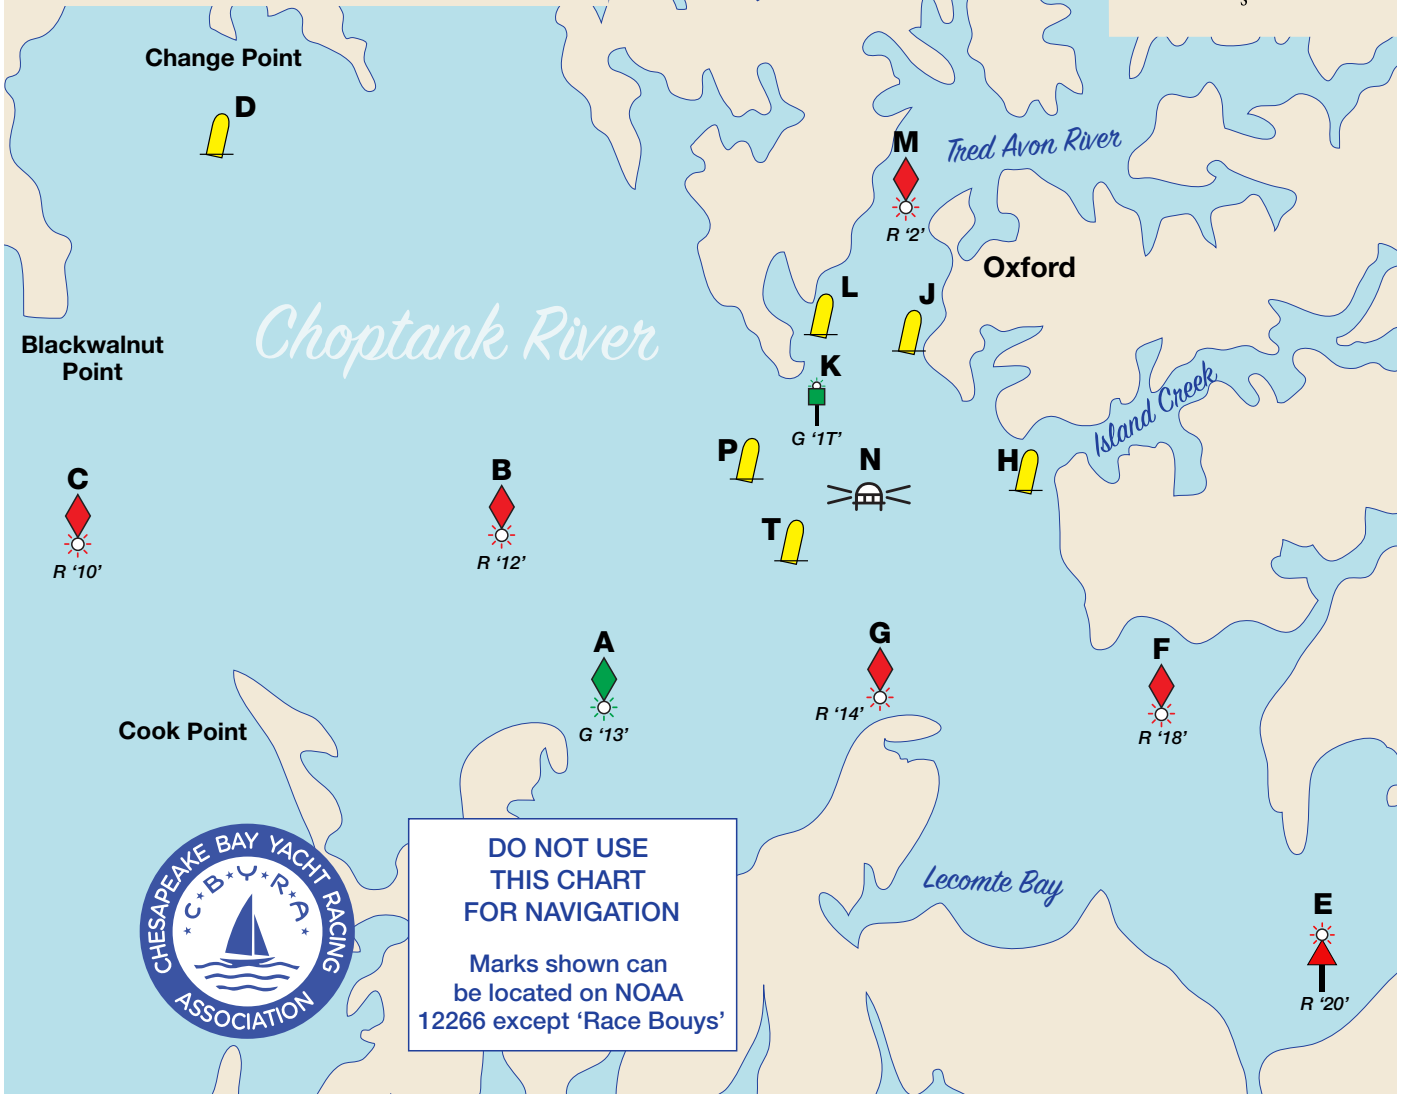 s
Change Point
D
M
Tred Avon River
R ‘2’
Oxford
L
J
Choptank River
Blackwalnut
Point
K
G ‘1T’
Island Creek
P
N
H
C
B
T
R ‘10’
R ‘12’
A
G
F
R ‘14’
Cook Point
G ‘13’
R ‘18’
CHESAPEAKE BAY YACHT RACING
C★B★Y★R★A
ASSOCIATION
DO NOT USE
THIS CHART
FOR NAVIGATION
Marks shown can
be located on NOAA
12266 except ‘Race Bouys’
Lecomte Bay
E
R ‘20’